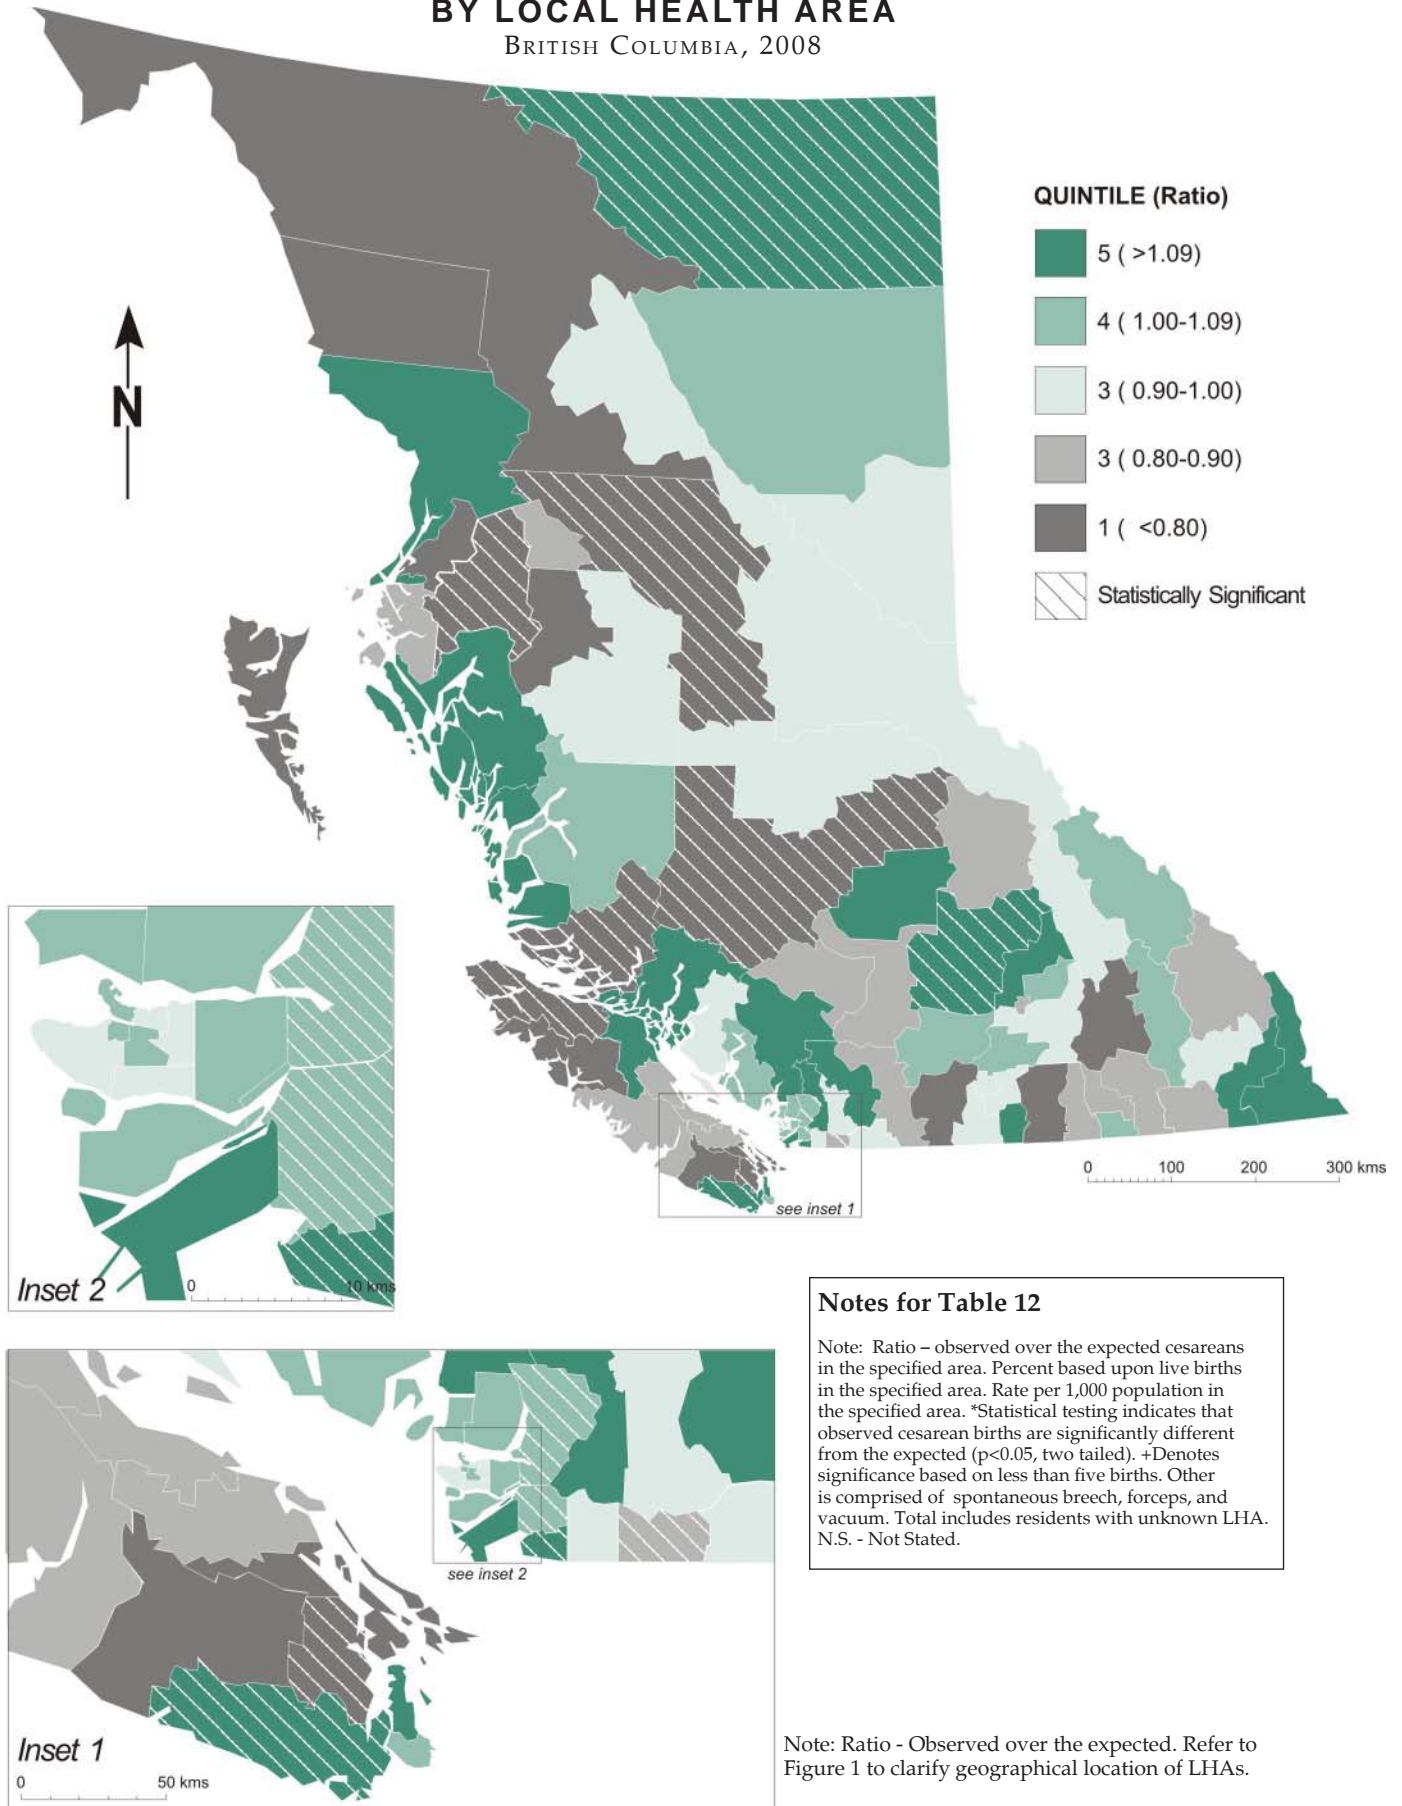 BY LOCAL HEALTH AREA
BRITISH COLUMBIA, 2008
QUINTILE (Ratio)
5 ( >1.09)
4 ( 1.00-1.09)
3 ( 0.90-1.00)
3 ( 0.80-0.90)
1 ( <0.80)
Statistically Significant
N
0 100 200 300 kms
see inset 1
Inset 2
0 10 kms
Notes for Table 12
Note: Ratio – observed over the expected cesareans
in the specified area. Percent based upon live births
in the specified area. Rate per 1,000 population in
the specified area. *Statistical testing indicates that
observed cesarean births are significantly different
from the expected (p<0.05, two tailed). +Denotes
significance based on less than five births. Other
is comprised of spontaneous breech, forceps, and
vacuum. Total includes residents with unknown LHA.
N.S. - Not Stated.
see inset 2
Inset 1
0 50 kms
Note: Ratio - Observed over the expected. Refer to
Figure 1 to clarify geographical location of LHAs.